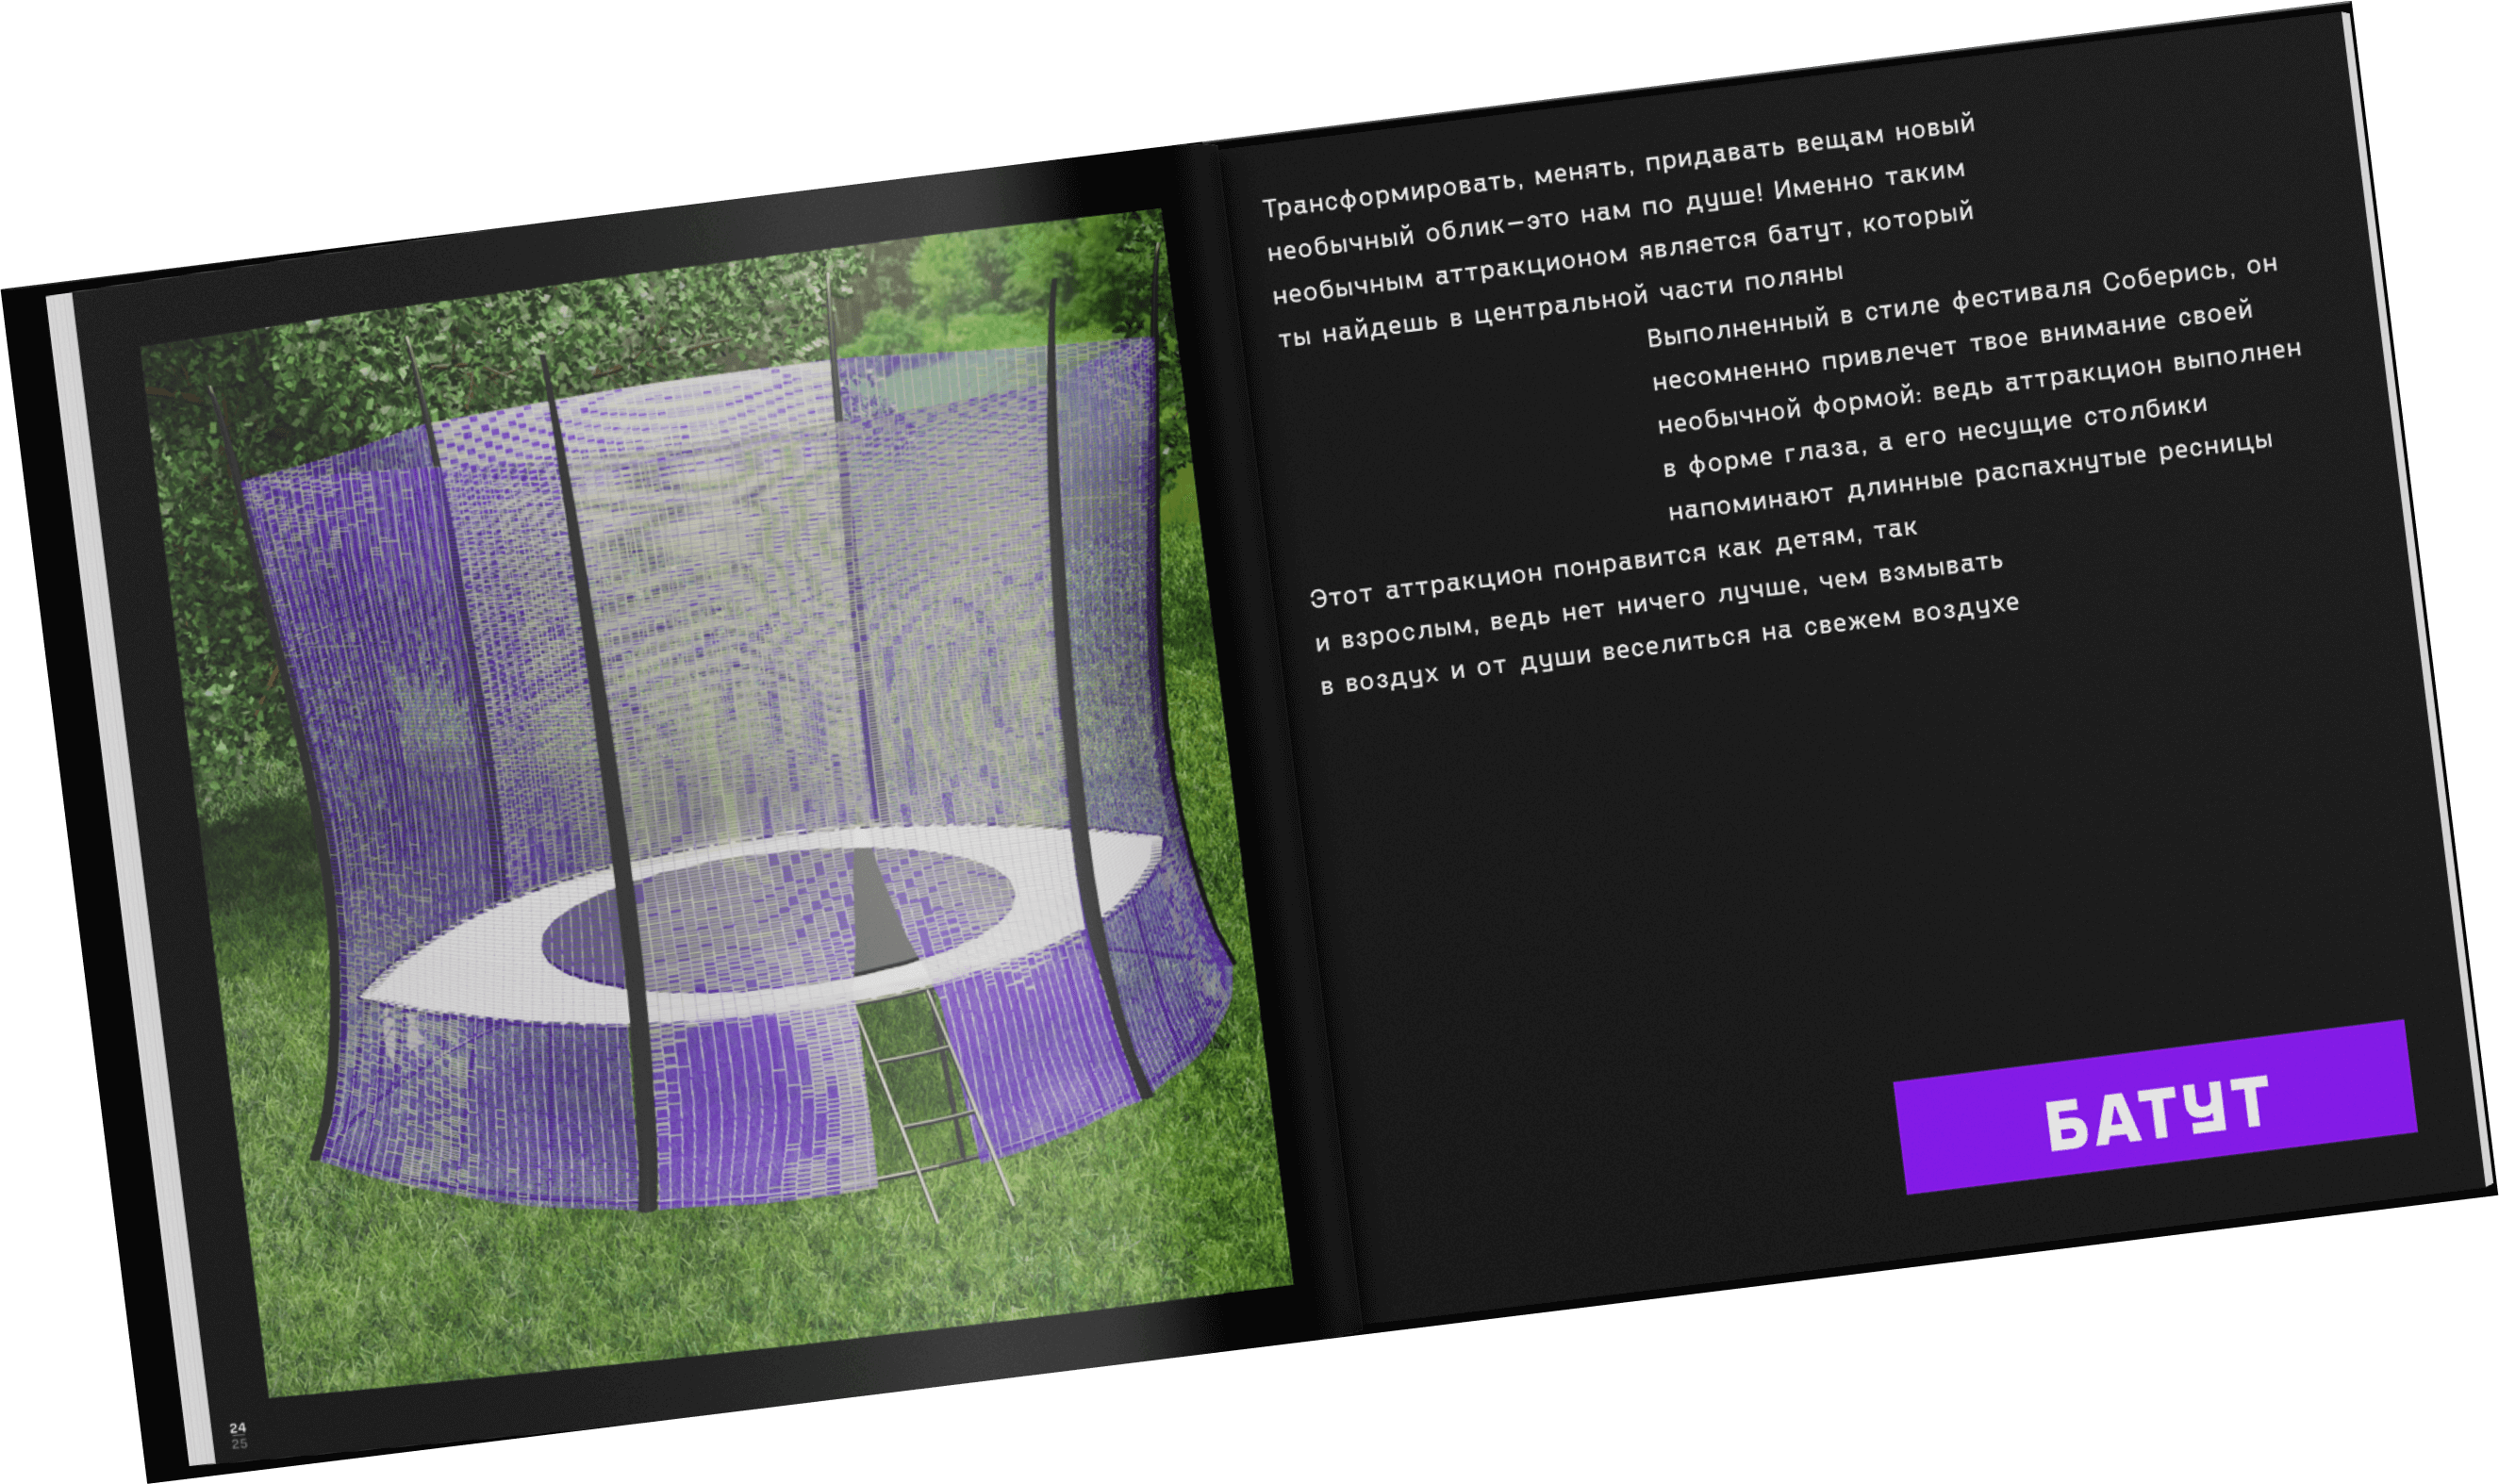 Трансформировать, менять, придавать вещам новый
необычный облик—это нам по душе! Именно таким
необычным аттракционом является батут, который
ты найдешь в центральной части поляны
Выполненный в стиле фестиваля Соберись, он
несомненно привлечет твое внимание своей
необычной формой: ведь аттракцион выполнен
в форме глаза, а его несущие столбики
напоминают длинные распахнутые ресницы
Этот аттракцион понравится как детям, так
и взрослым, ведь нет ничего лучше, чем взмывать
в воздух и от души веселиться на свежем воздухе
БАТУТ
24
25